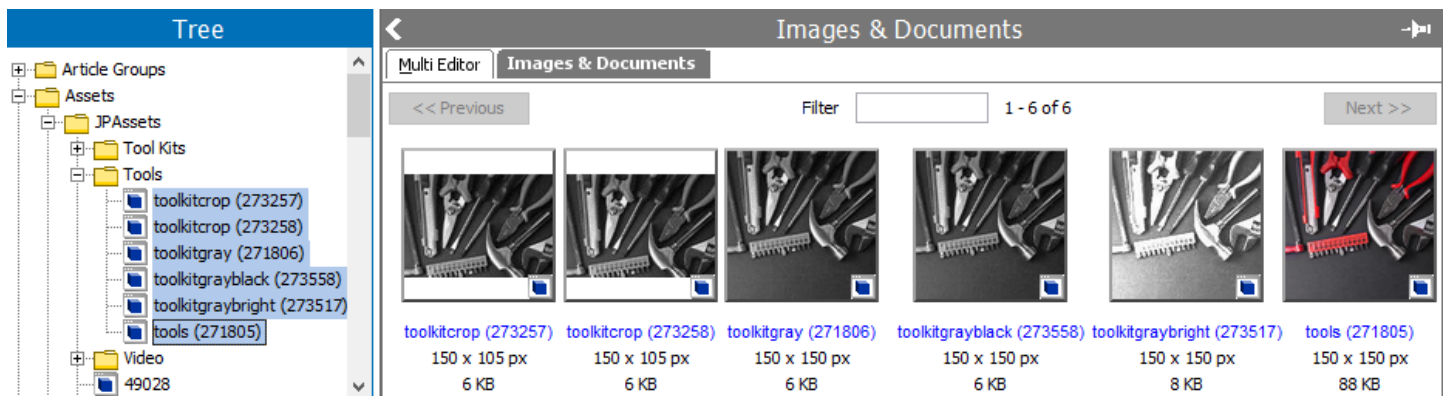 Tree
Article Groups
Assets
JPAssets
Tool Kits
Tools
toolkitcrop (273257)
toolkitcrop (273258)
toolkitgray (271806)
toolkitgrayblack (273558)
toolkitgraybright (273517)
tools (271805)
Video
49028
Images & Documents
Multi Editor Images & Documents
<< Previous Filter 1 - 6 of 6 Next >>
toolkitcrop (273257) toolkitcrop (273258) toolkitgray (271806) toolkitgrayblack (273558) toolkitgraybright (273517) tools (271805)
150 x 105 px 150 x 105 px 150 x 150 px 150 x 150 px 150 x 150 px 150 x 150 px
6 KB 6 KB 6 KB 6 KB 8 KB 88 KB